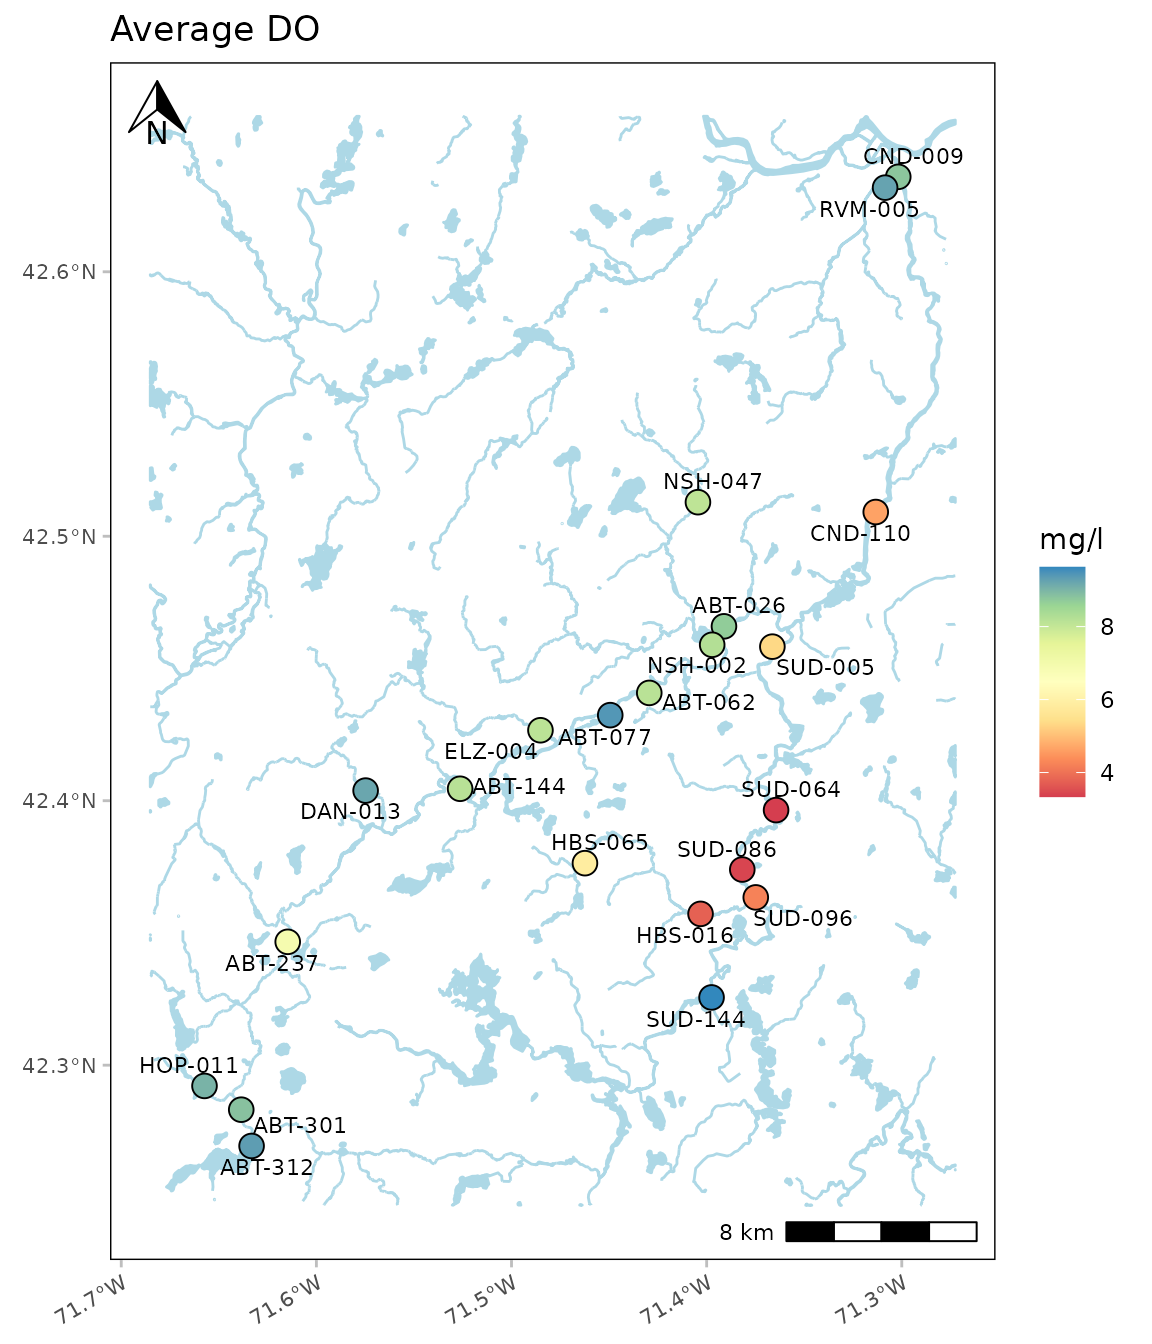 Average DO
N
CND-009
RVM-005
42.6°N
NSH-047
CND-110
42.5°N
mg/l
ABT-026
8
NSH-002
SUD-005
ABT-062
6
ABT-077
ELZ-004
4
ABT-144
SUD-064
42.4°N
DAN-013
HBS-065
SUD-086
SUD-096
HBS-016
ABT-237
SUD-144
42.3°N
HOP-011
ABT-301
ABT-312
8 km
71.7°W
71.6°W
71.5°W
71.4°W
71.3°W